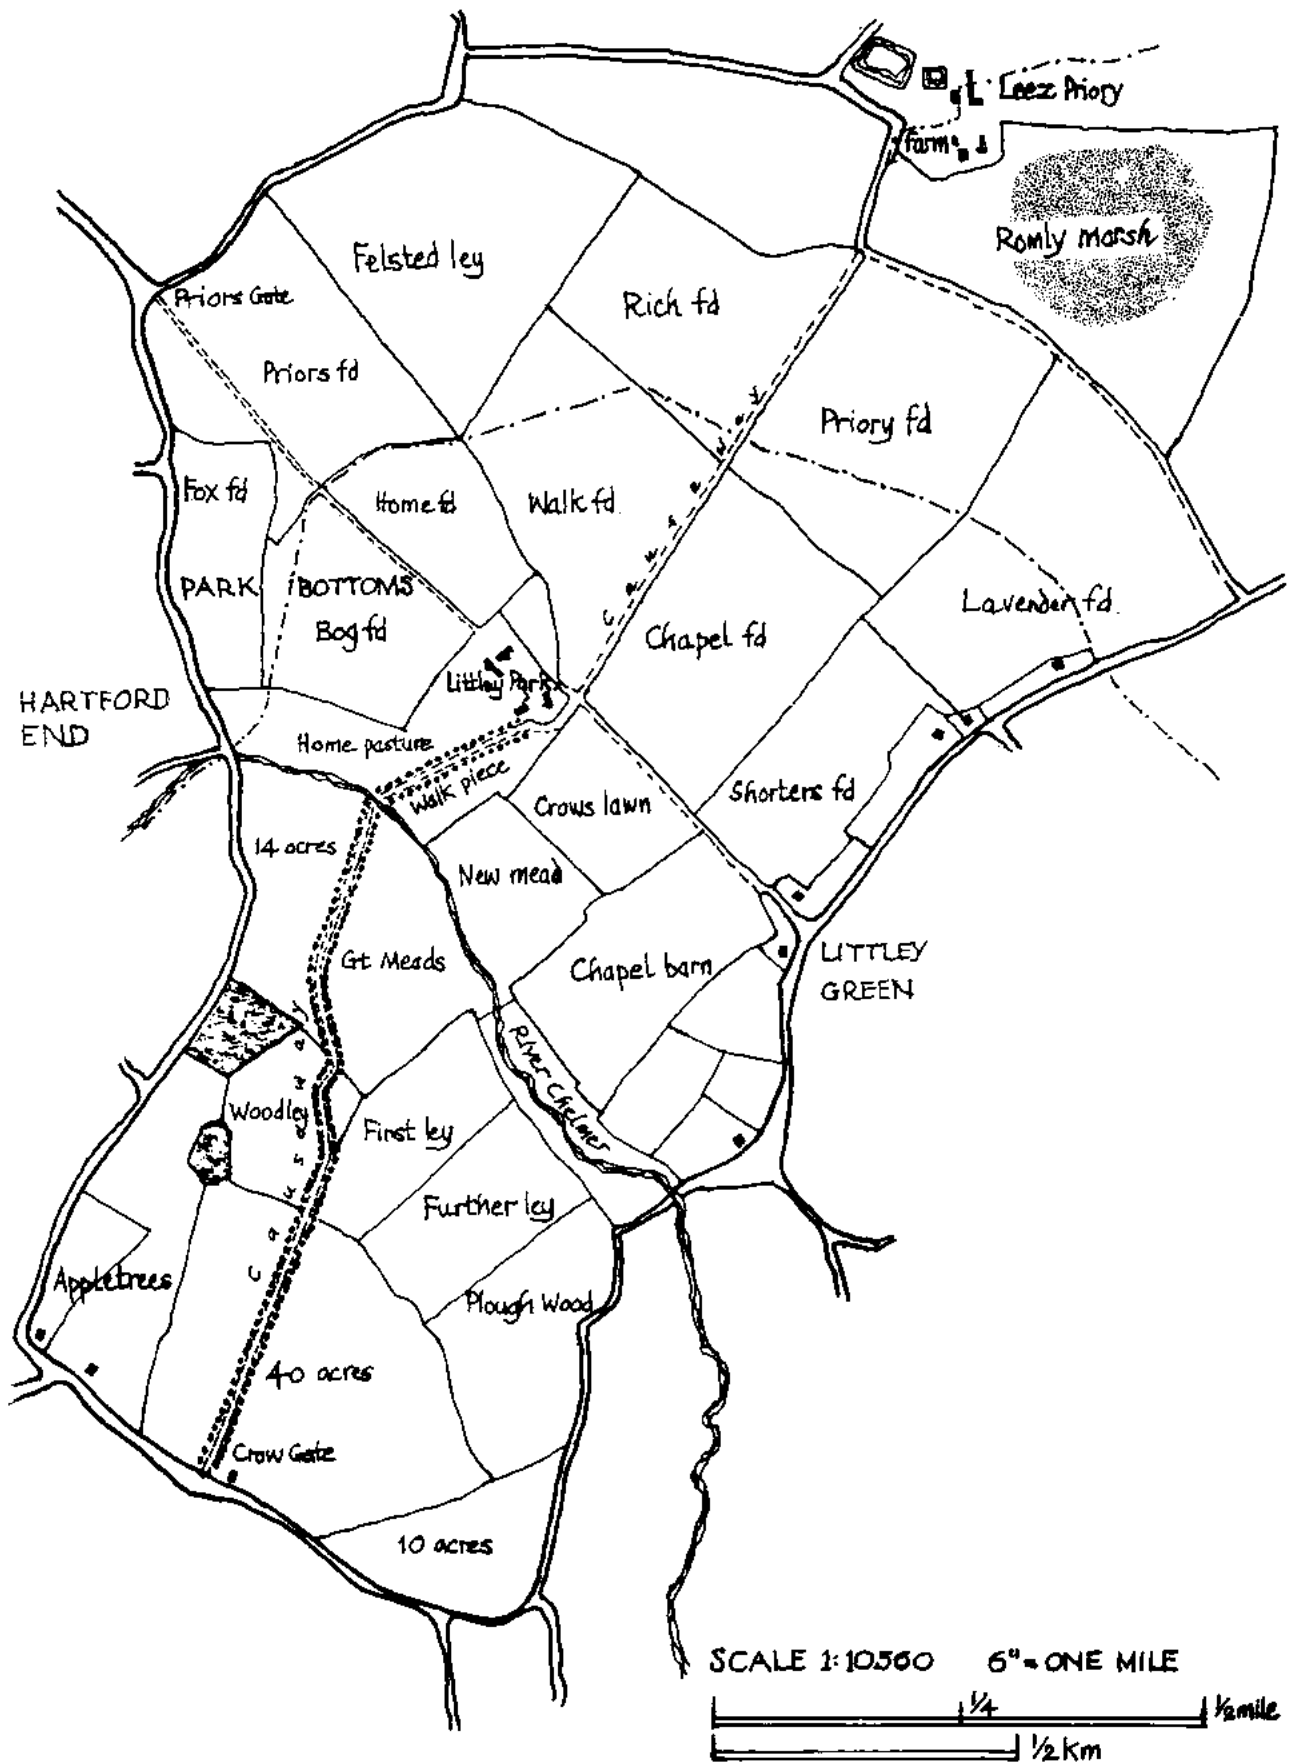 Leez Priory
farm
Romly marsh
Felsted ley
Priors Gate
Rich fd
Priors fd
Priory fd
Fox fd
Home fd
Walk fd.
Causeway
PARK BOTTOMS
Bog fd
Lavender fd.
Chapel fd
Littley Park
HARTFORD
END
Home pasture
Walk piece
Crows lawn
Shorters fd
14 acres
New mead
Gt Meads
Chapel barn
LITTLEY
GREEN
River Chelmer
Woodley
Causeway
First ley
Further ley
Appletrees
Plough Wood
40 acres
Crow Gate
10 acres
SCALE 1:10560 6" = ONE MILE
1/4 1/2 mile
1/2 Km